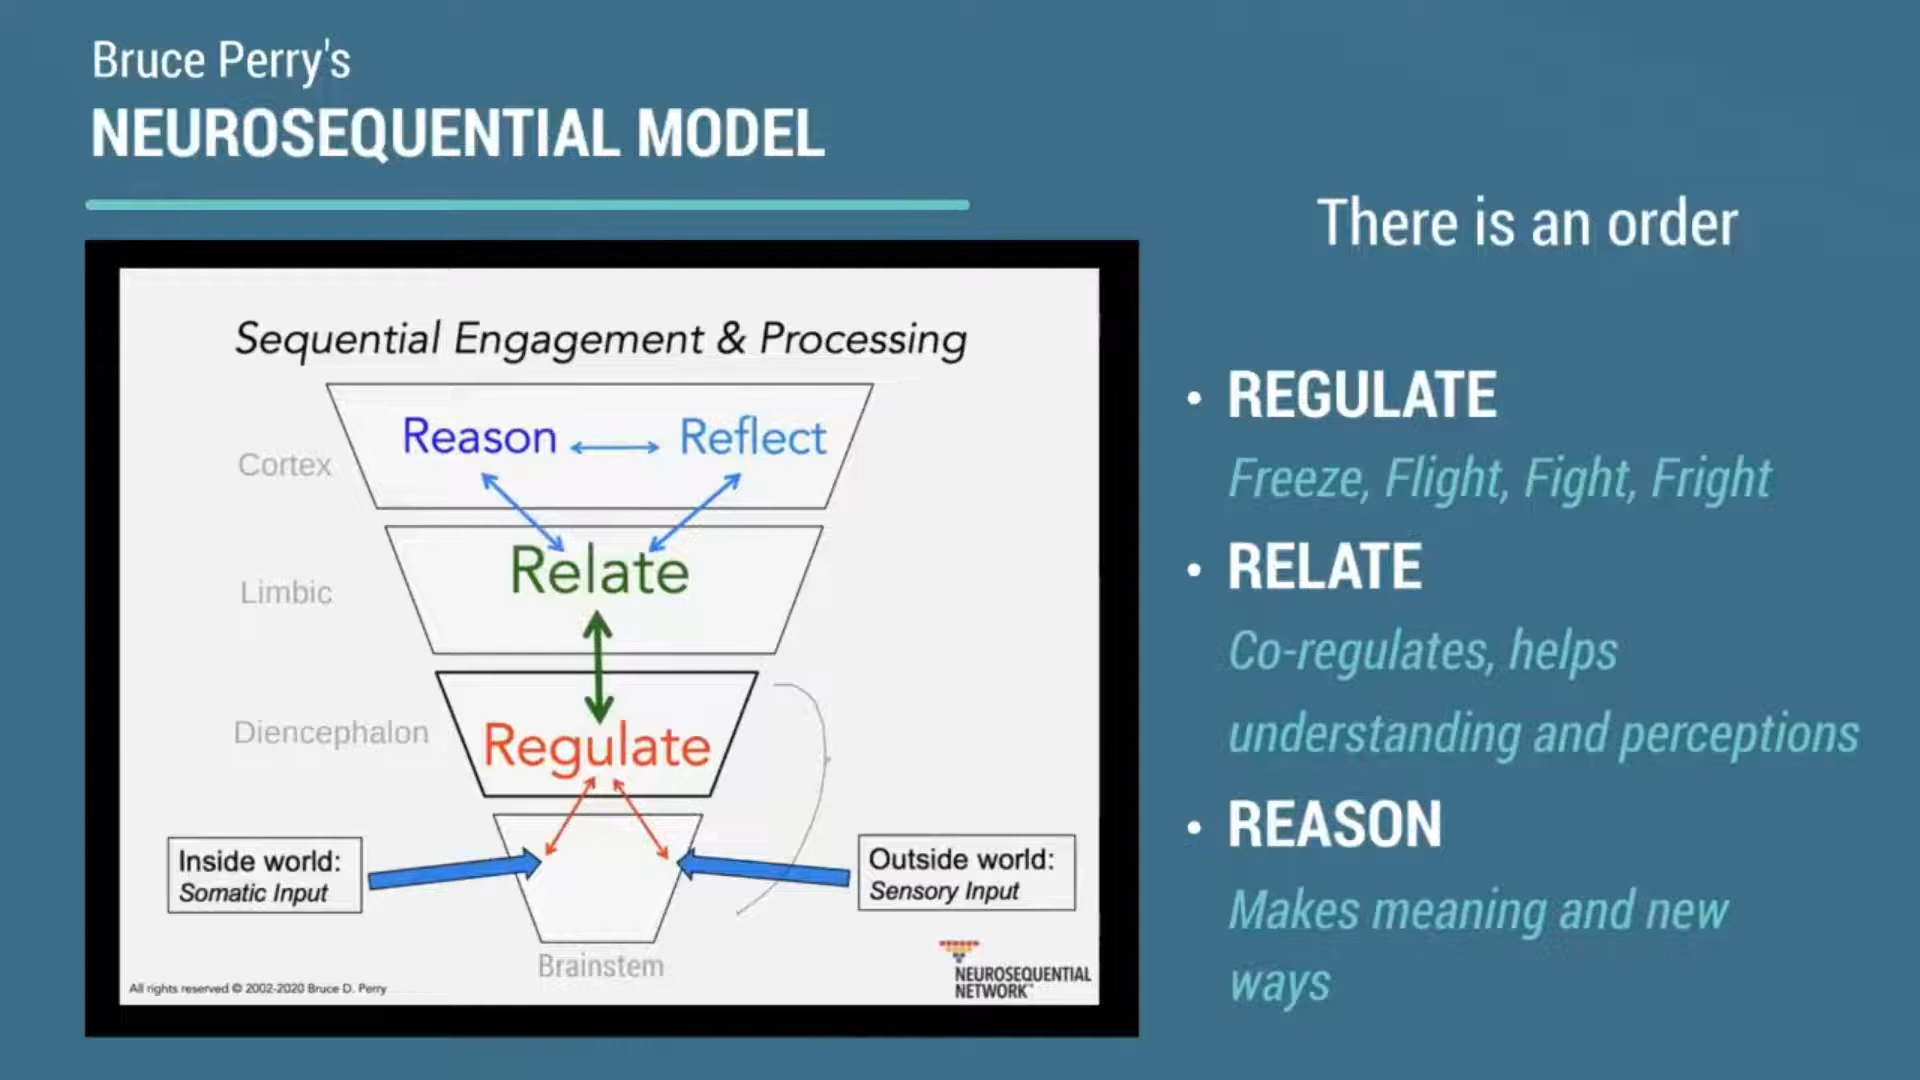 Bruce Perry's
NEUROSEQUENTIAL MODEL
Sequential Engagement & Processing
Cortex
Reason
Reflect
Limbic
Relate
Diencephalon
Regulate
Inside world:
Somatic Input
Outside world:
Sensory Input
Brainstem
All rights reserved © 2002-2020 Bruce D. Perry
NEUROSEQUENTIAL
NETWORK™
There is an order
• REGULATE
Freeze, Flight, Fight, Fright
• RELATE
Co-regulates, helps
understanding and perceptions
• REASON
Makes meaning and new
ways